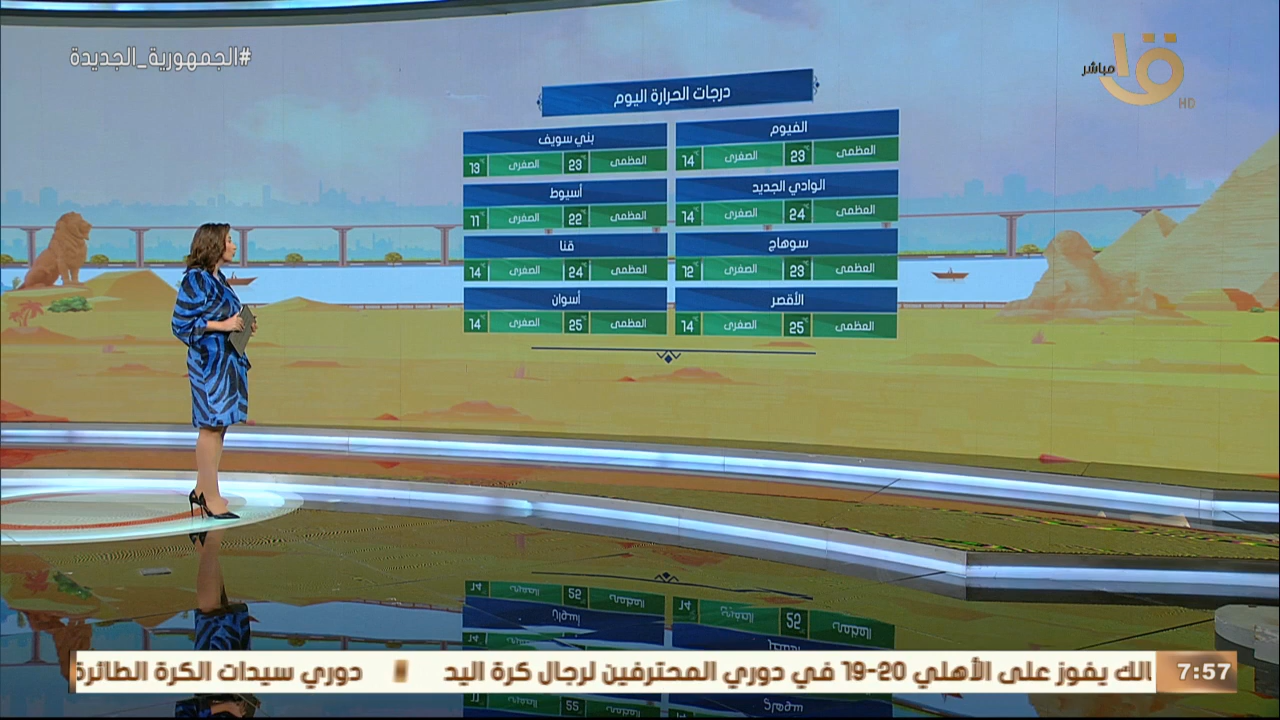 #الجمهورية_الجديدة
مباشر
HD
درجات الحرارة اليوم
الفيوم
العظمى 23 الصغرى 14
بني سويف
العظمى 23 الصغرى 13
الوادي الجديد
العظمى 24 الصغرى 14
أسيوط
العظمى 22 الصغرى 11
سوهاج
العظمى 23 الصغرى 12
قنا
العظمى 24 الصغرى 14
الأقصر
العظمى 25 الصغرى 14
أسوان
العظمى 25 الصغرى 14
7:57
الك يفوز على الأهلي 20-19 في دوري المحترفين لرجال كرة اليد ▪ دوري سيدات الكرة الطائرة